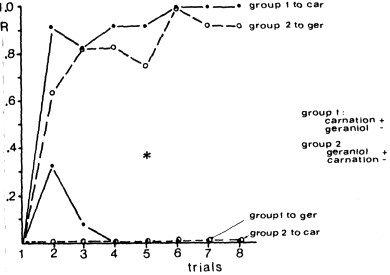 1.0
R
.8
.6
.4
.2
1 2 3 4 5 6 7 8
trials
group 1 to car
group 2 to ger
*
group 1:
carnation +
geraniol -
group 2
geraniol +
carnation -
group1 to ger
group 2 to car